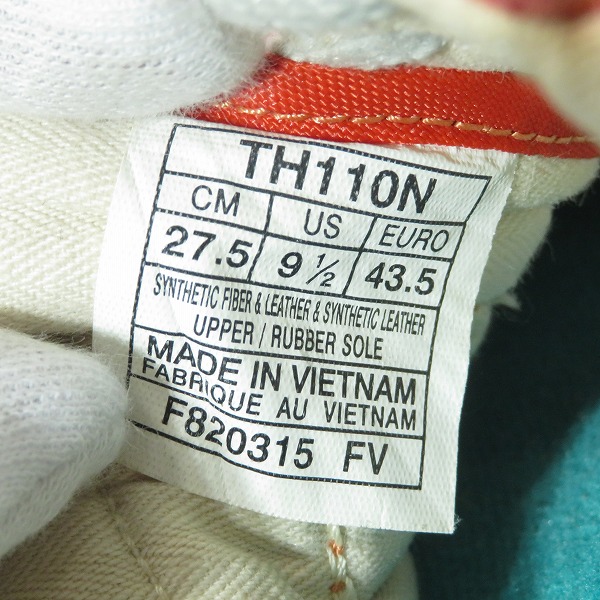 TH110N
CM US EURO
27.5 9 1/2 43.5
SYNTHETIC FIBER & LEATHER & SYNTHETIC LEATHER
UPPER / RUBBER SOLE
MADE IN VIETNAM
FABRIQUE AU VIETNAM
F820315 FV